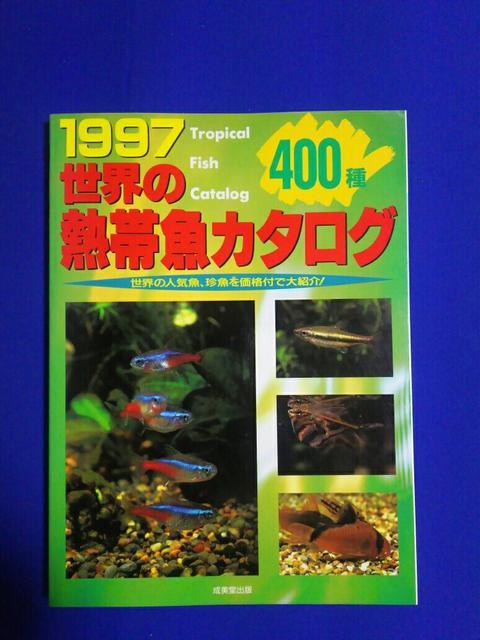 1997
Tropical
Fish
Catalog
400種
世界の
熱帯魚カタログ
世界の人気魚、珍魚を価格付で大紹介!
成美堂出版